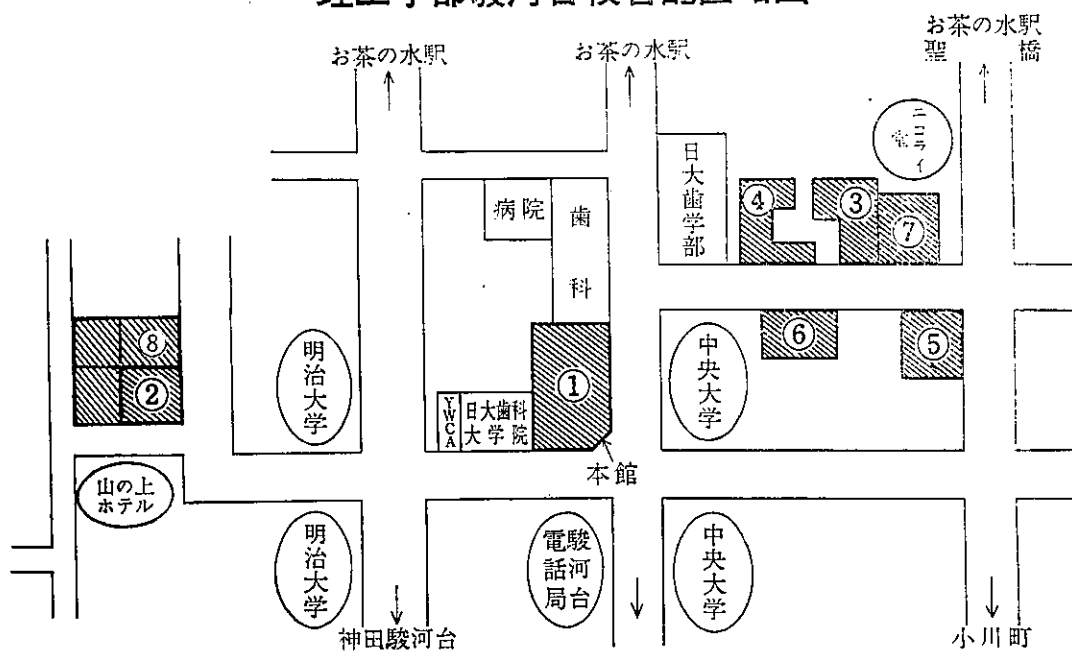 お茶の水駅
お茶の水駅
お茶の水駅
聖橋
ニコライ
堂
日大歯学部
④
③
⑦
病院
歯科
⑧
②
明治大学
①
中央大学
⑥
⑤
YWCA
日大歯科
大学院
本館
山の上
ホテル
明治大学
駿河台
電話局
中央大学
神田駿河台
小川町